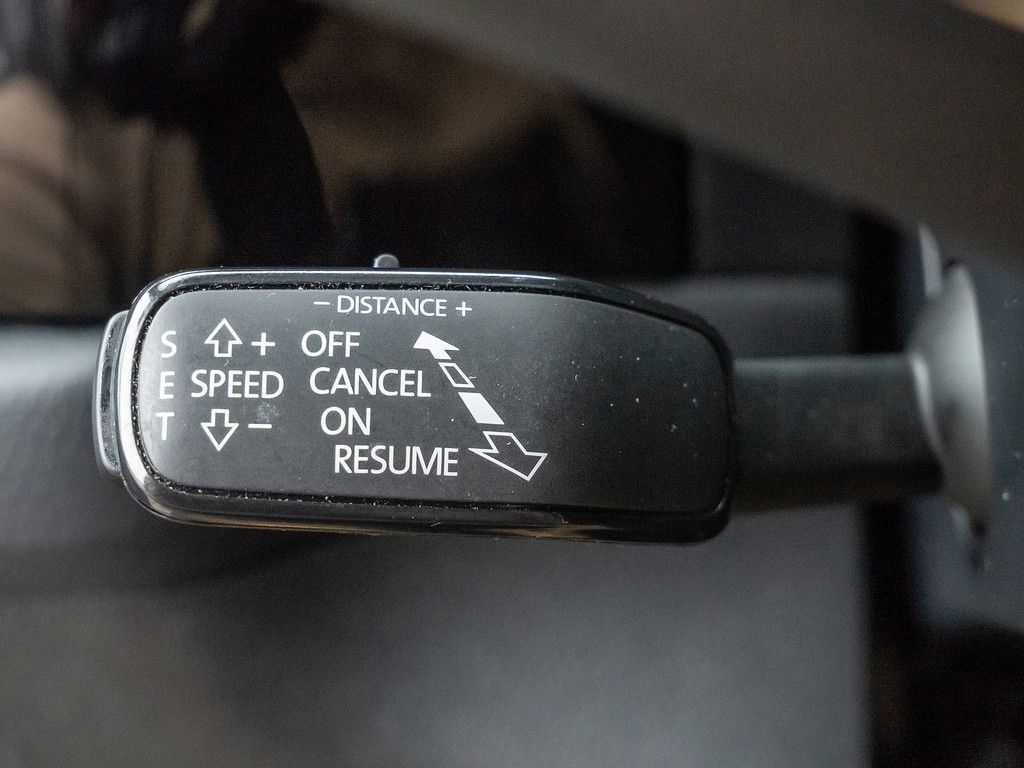 − DISTANCE +
S + OFF
E SPEED CANCEL
T − ON
RESUME